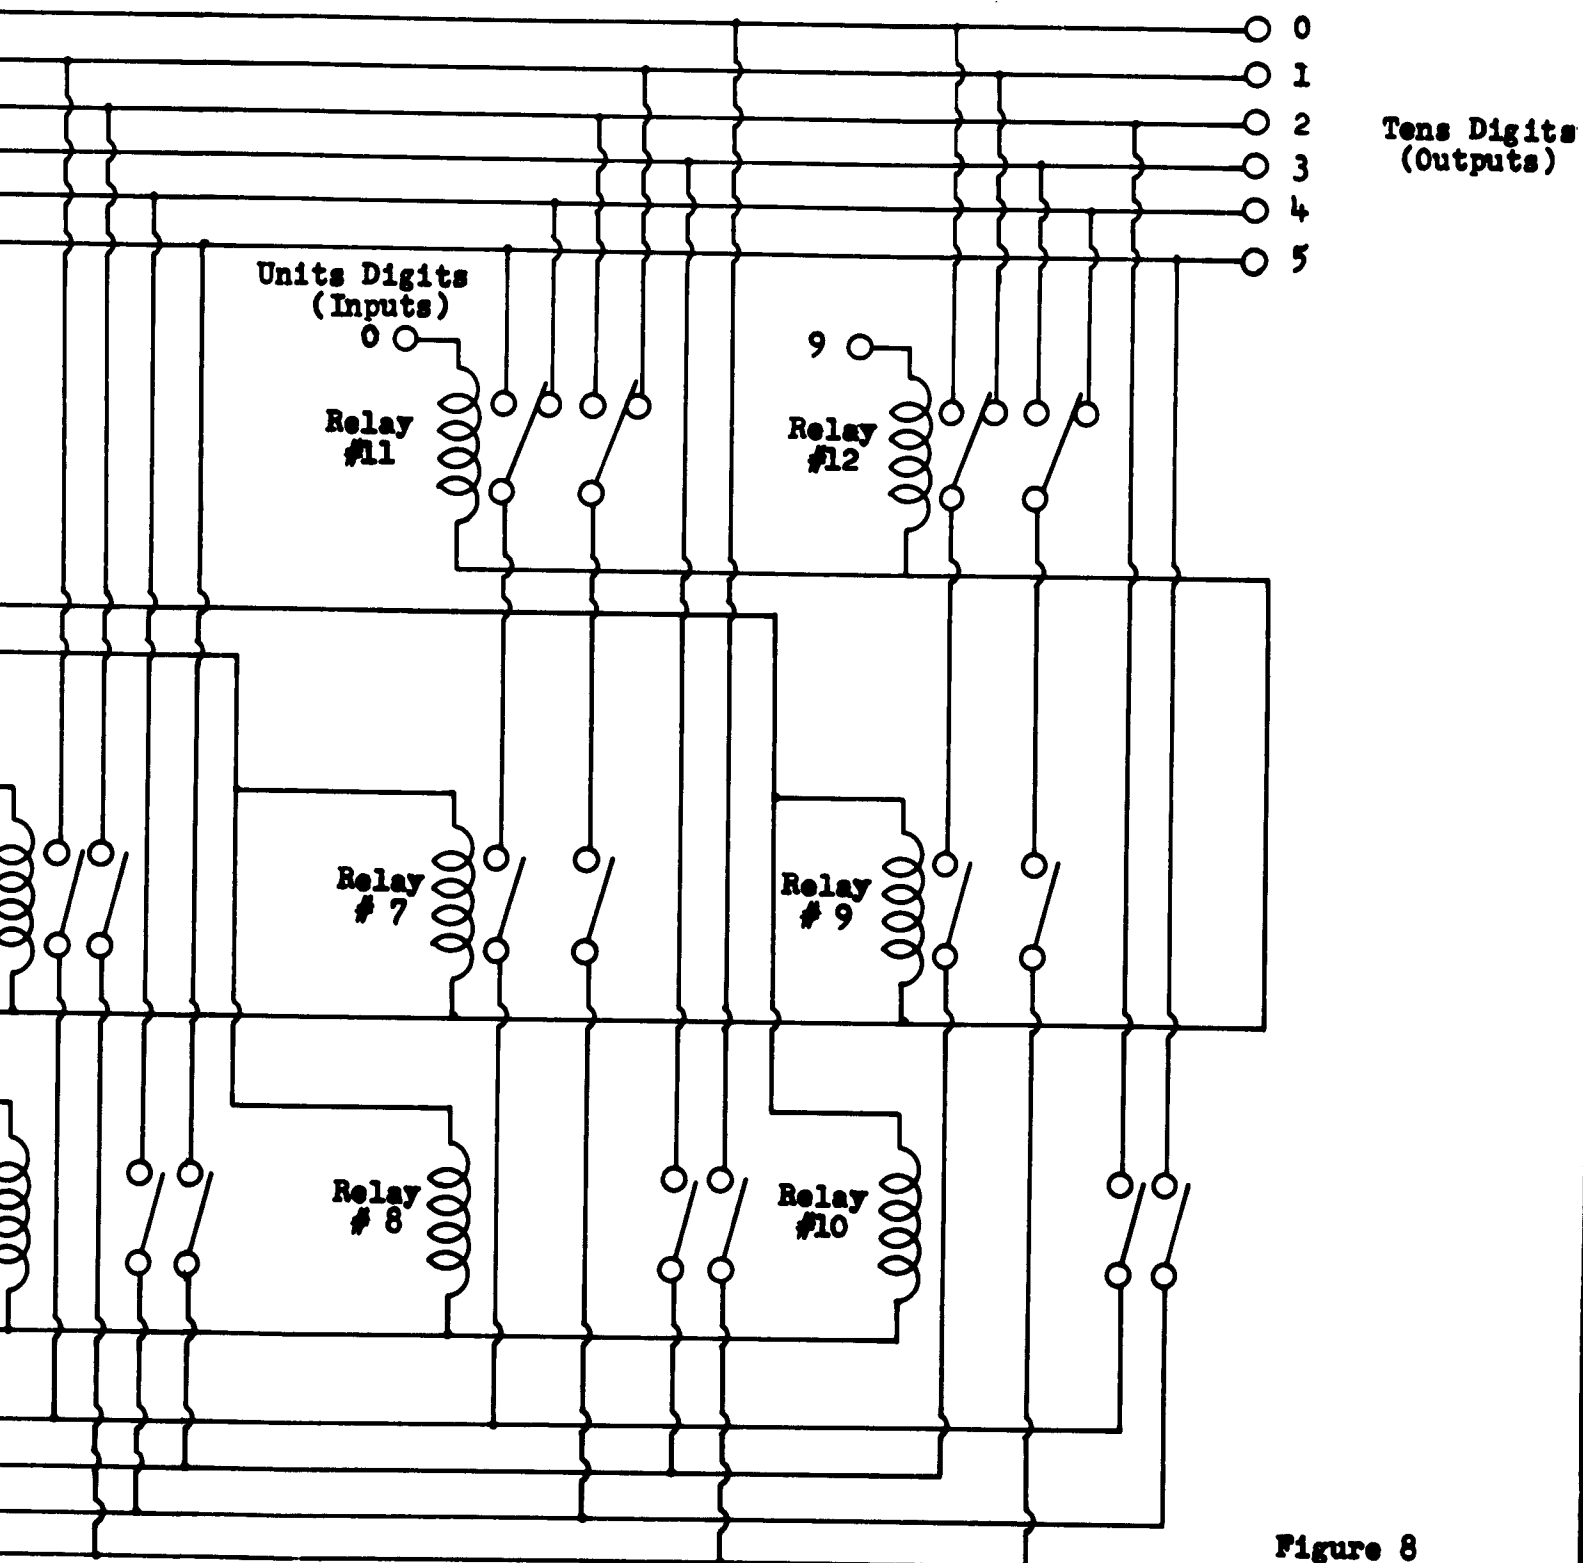 0
1
2
Tens Digits
(Outputs)
3
4
5
Units Digits
(Inputs)
0
9
Relay
#11
Relay
#12
Relay
# 7
Relay
# 9
Relay
# 8
Relay
#10
Figure 8